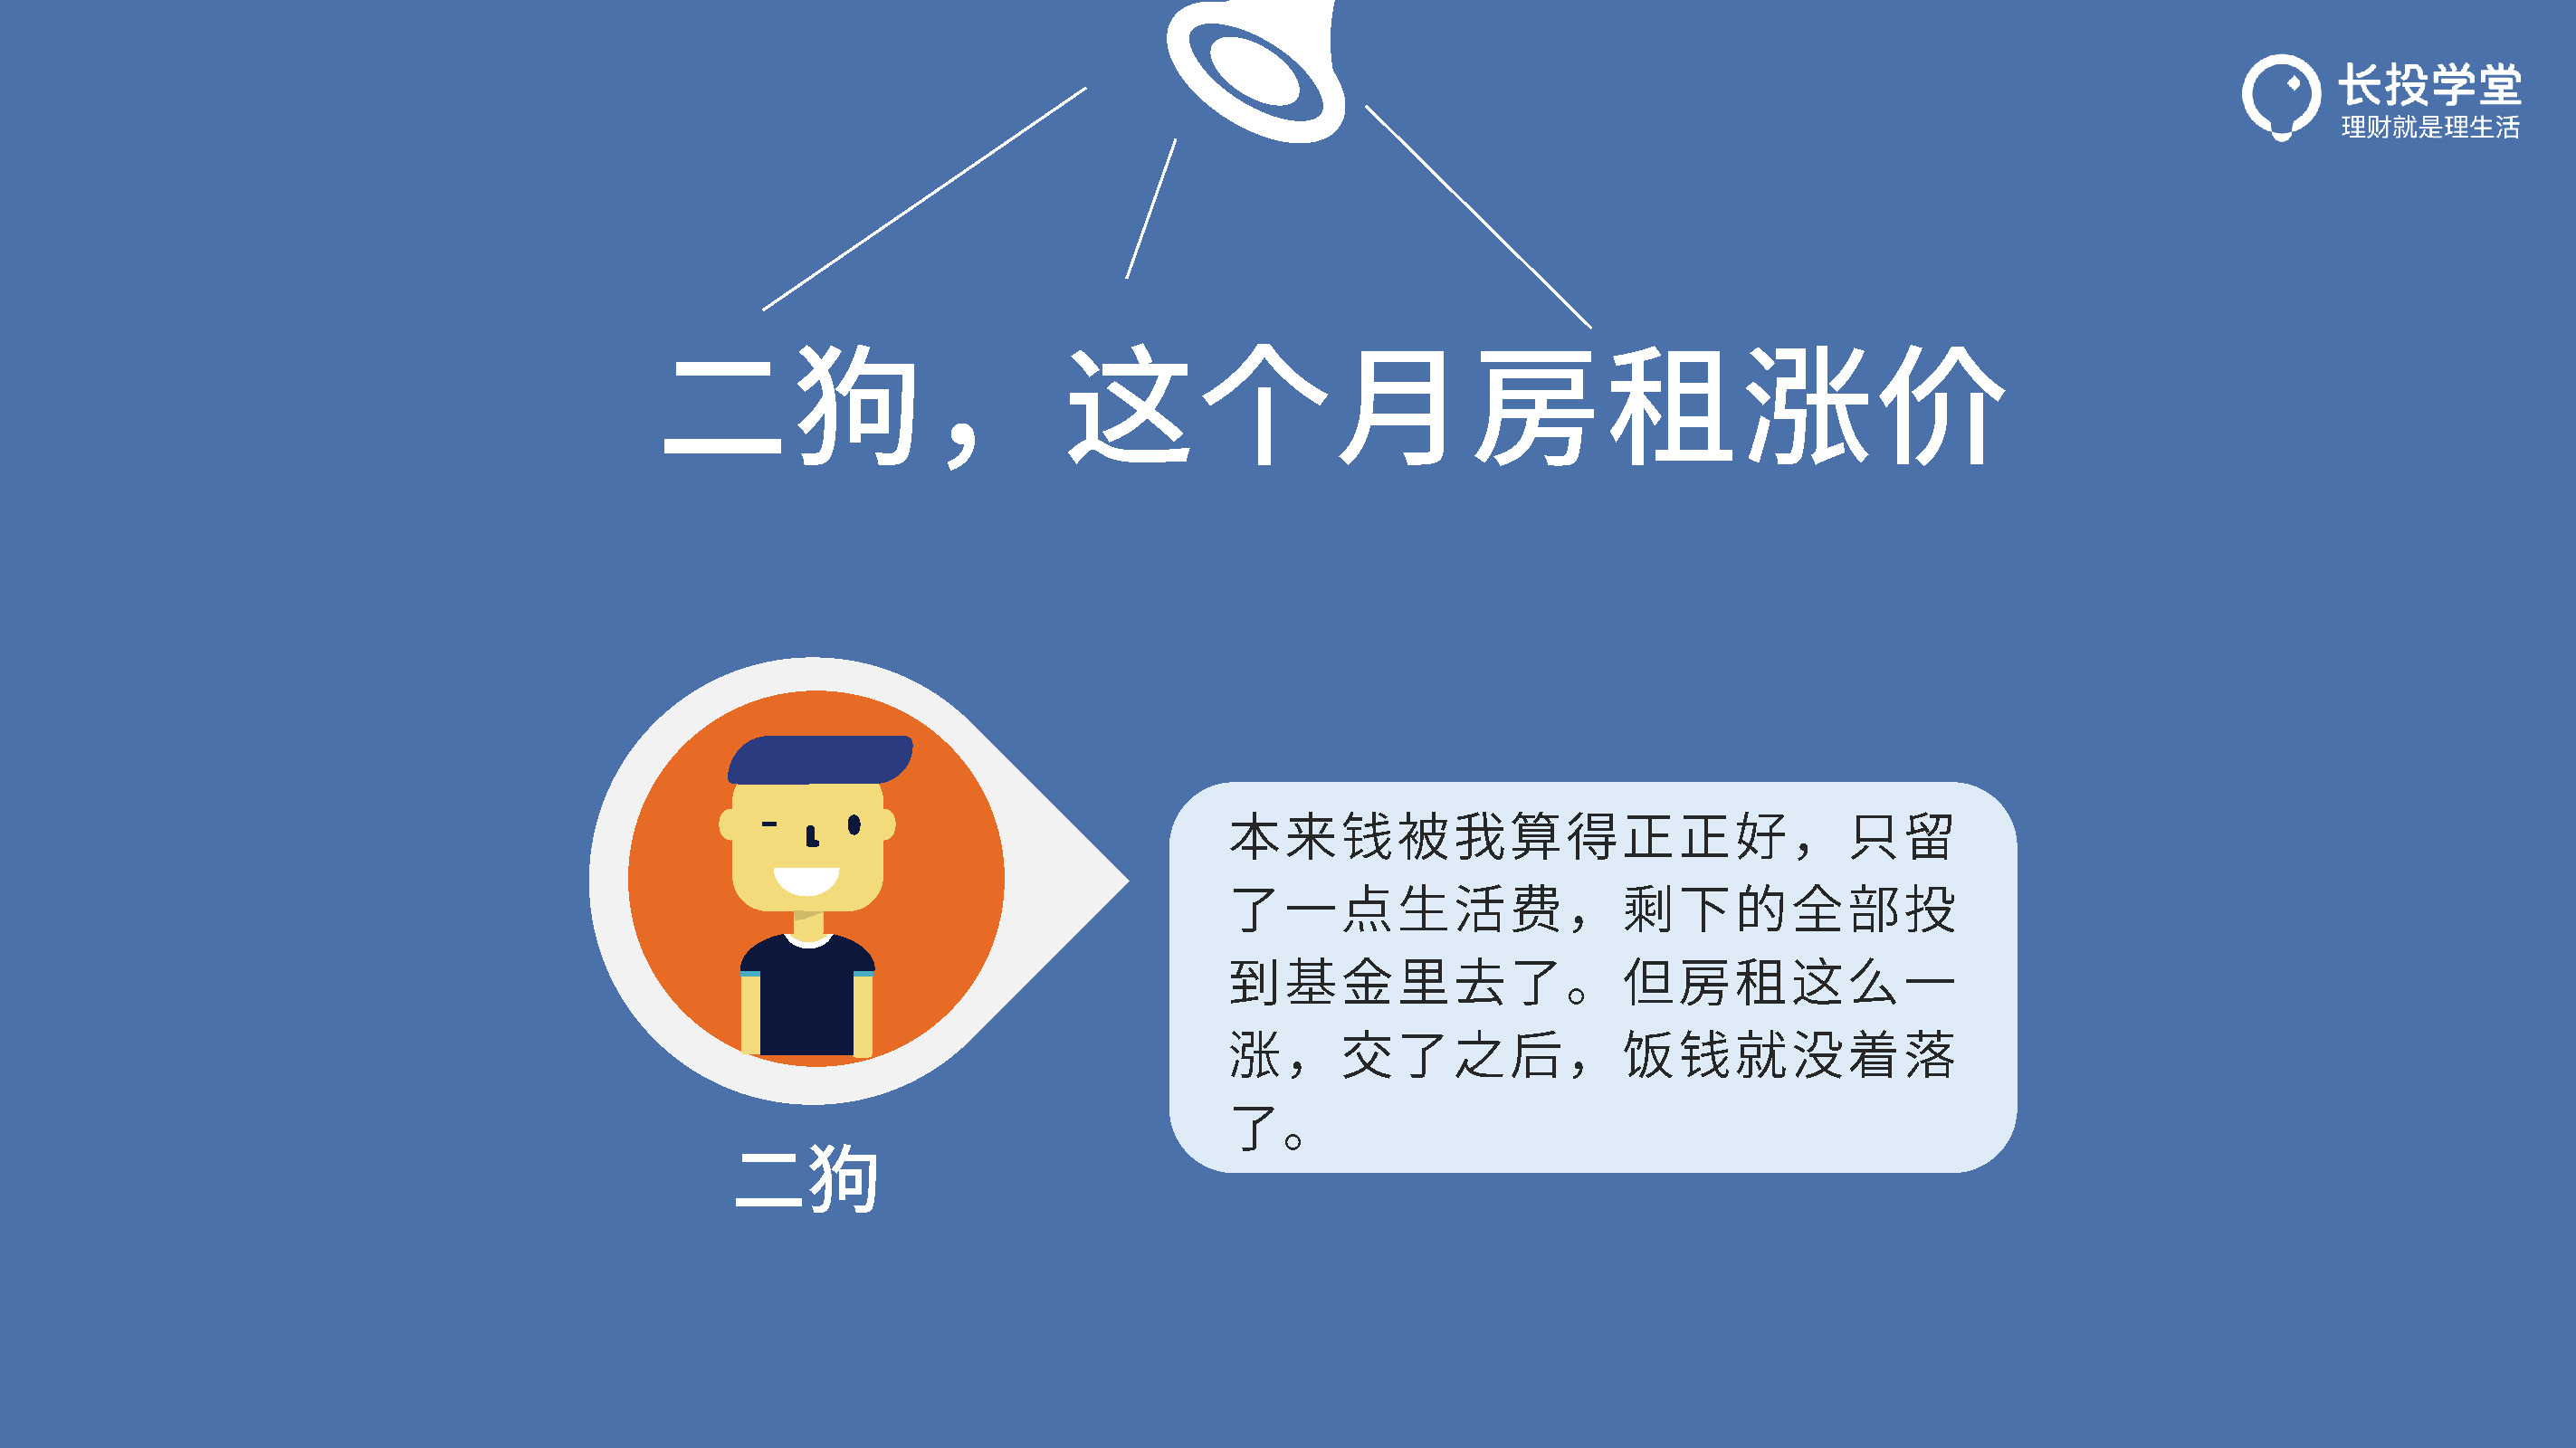 长投学堂
理财就是理生活
二狗，这个月房租涨价
本来钱被我算得正正好，只留
了一点生活费，剩下的全部投
到基金里去了。但房租这么一
涨，交了之后，饭钱就没着落
了。
二狗